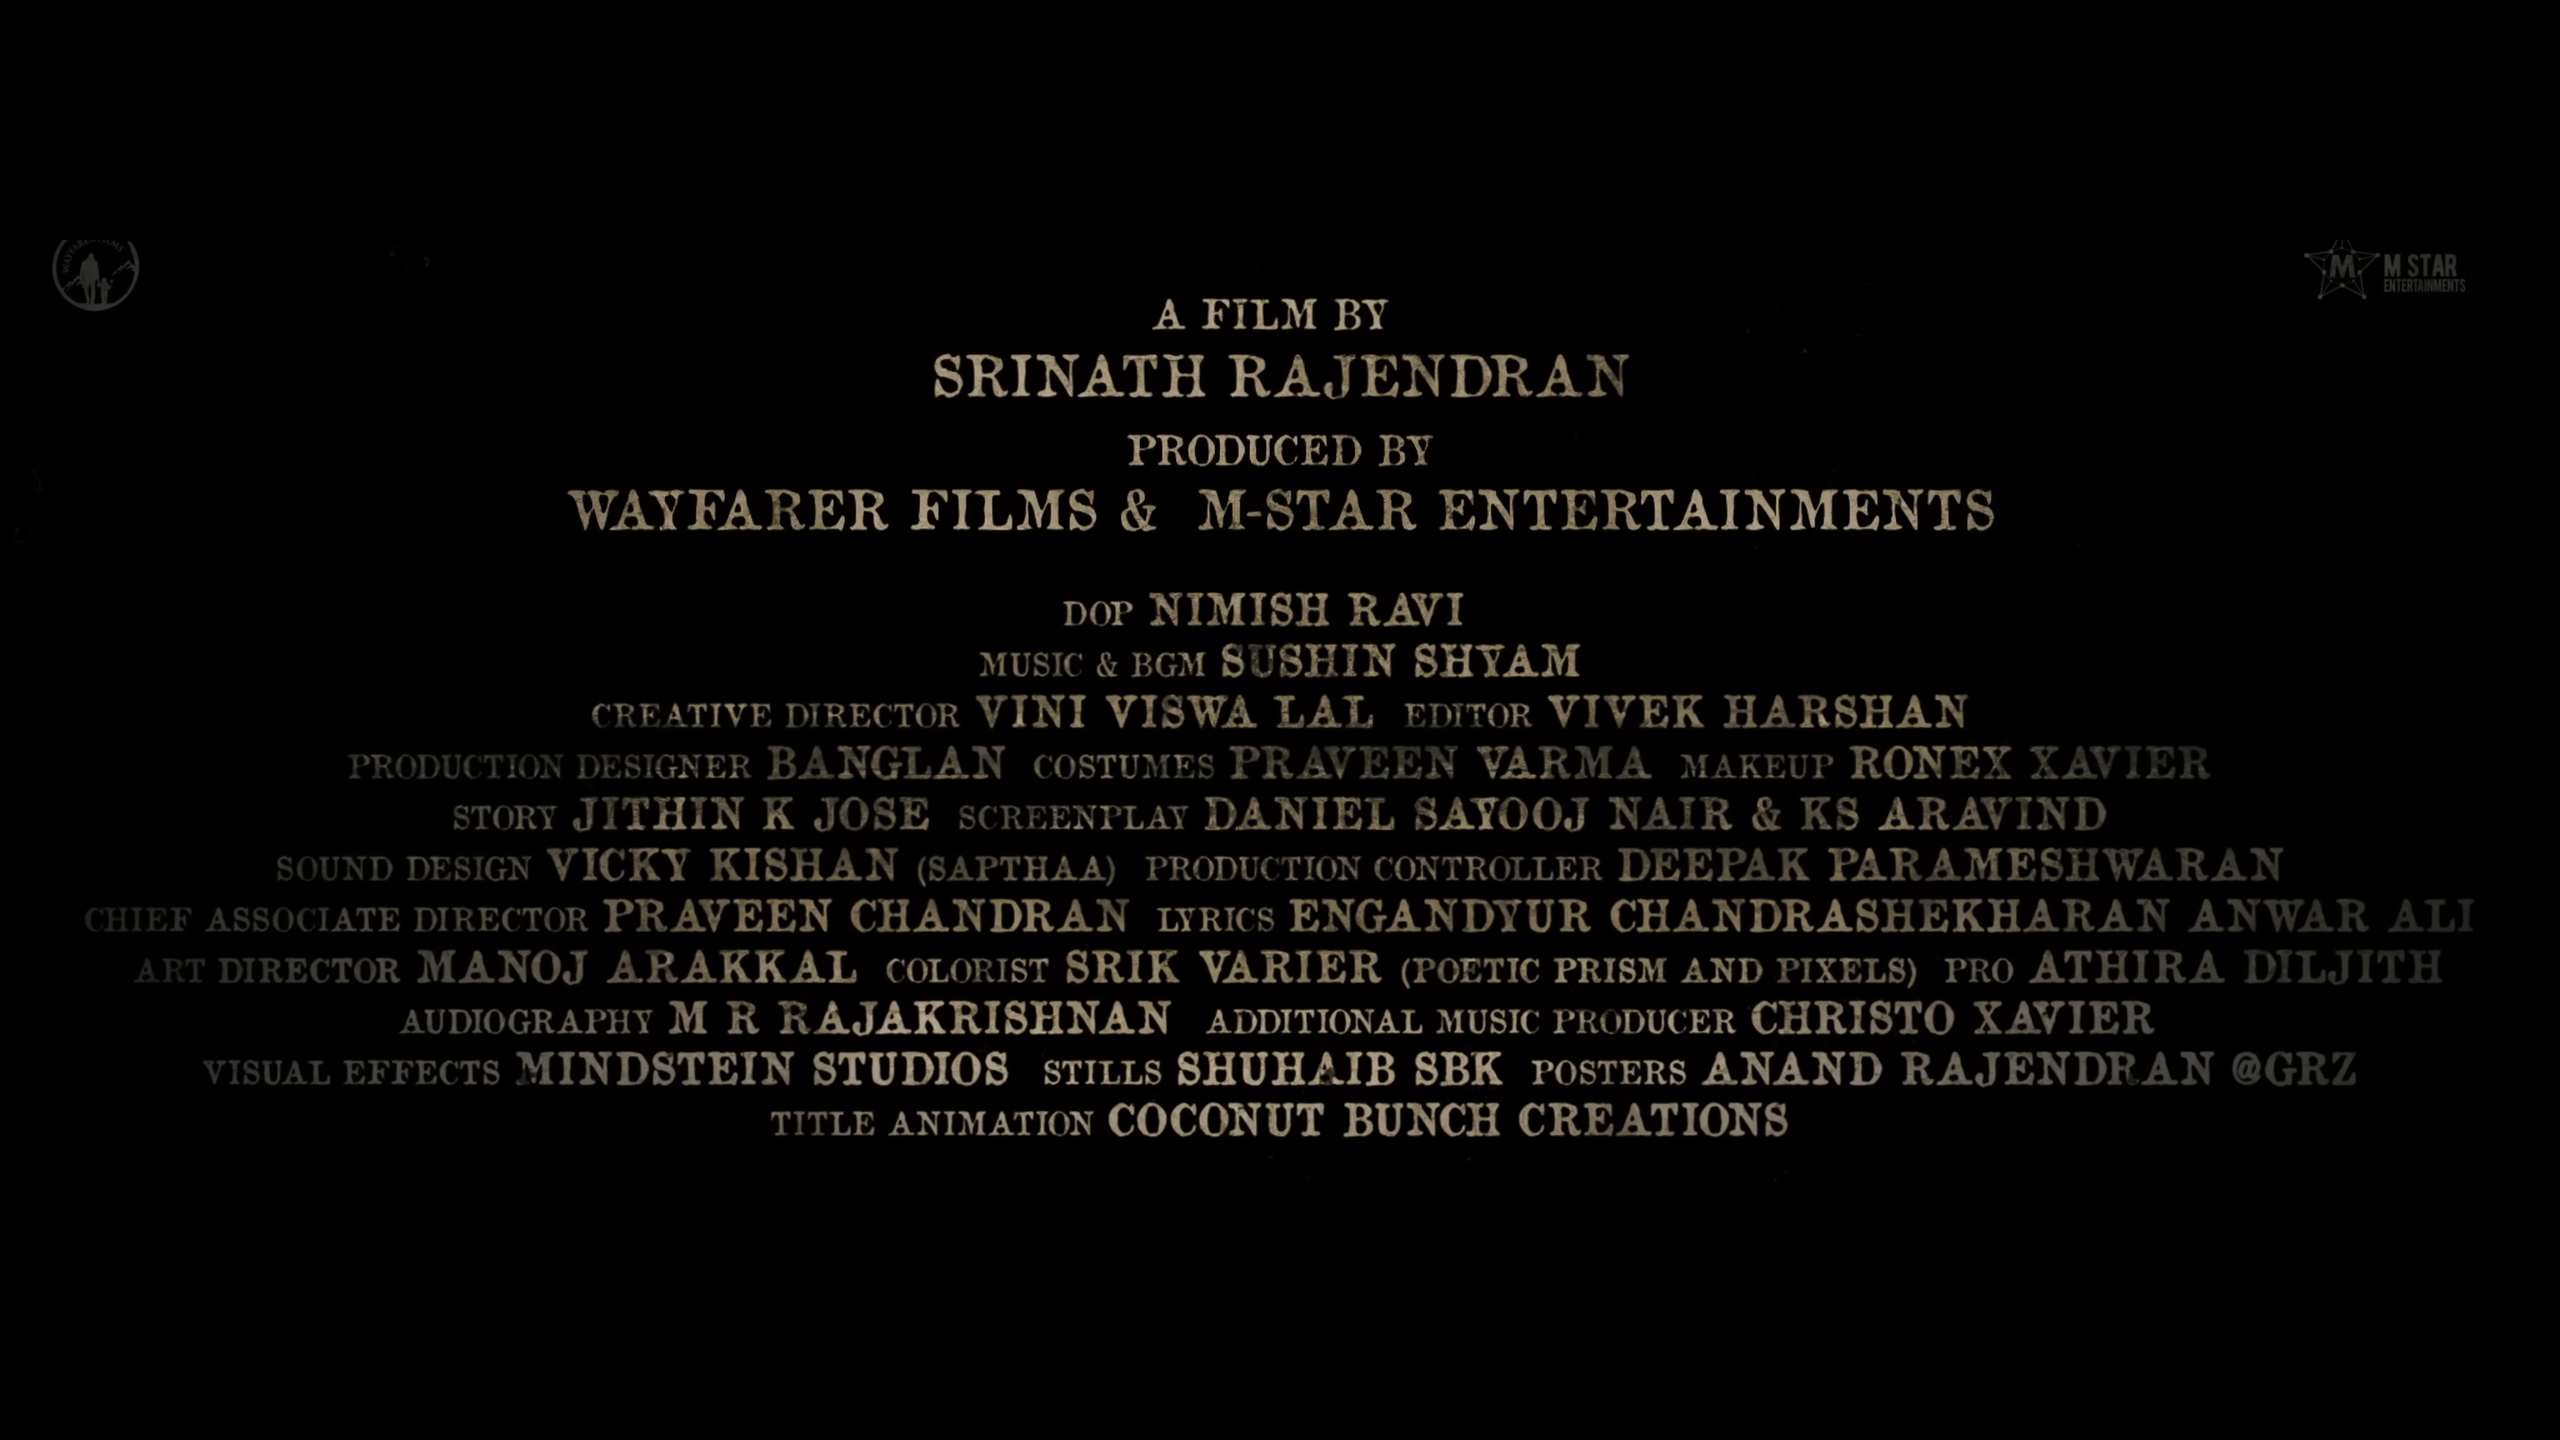 WAYFARER FILMS
M STAR
ENTERTAINMENTS
A FILM BY
SRINATH RAJENDRAN
PRODUCED BY
WAYFARER FILMS & M-STAR ENTERTAINMENTS
DOP NIMISH RAVI
MUSIC & BGM SUSHIN SHYAM
CREATIVE DIRECTOR VINI VISWA LAL EDITOR VIVEK HARSHAN
PRODUCTION DESIGNER BANGLAN COSTUMES PRAVEEN VARMA MAKEUP RONEX XAVIER
STORY JITHIN K JOSE SCREENPLAY DANIEL SAYOOJ NAIR & KS ARAVIND
SOUND DESIGN VICKY KISHAN (SAPTHAA) PRODUCTION CONTROLLER DEEPAK PARAMESHWARAN
CHIEF ASSOCIATE DIRECTOR PRAVEEN CHANDRAN LYRICS ENGANDYUR CHANDRASHEKHARAN ANWAR ALI
ART DIRECTOR MANOJ ARAKKAL COLORIST SRIK VARIER (POETIC PRISM AND PIXELS) PRO ATHIRA DILJITH
AUDIOGRAPHY M R RAJAKRISHNAN ADDITIONAL MUSIC PRODUCER CHRISTO XAVIER
VISUAL EFFECTS MINDSTEIN STUDIOS STILLS SHUHAIB SBK POSTERS ANAND RAJENDRAN @GRZ
TITLE ANIMATION COCONUT BUNCH CREATIONS